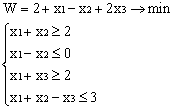 W = 2 + x1 − x2 + 2x3 → min
x1 + x2 ≥ 2
x1 − x2 ≤ 0
x1 + x3 ≥ 2
x1 + x2 − x3 ≤ 3